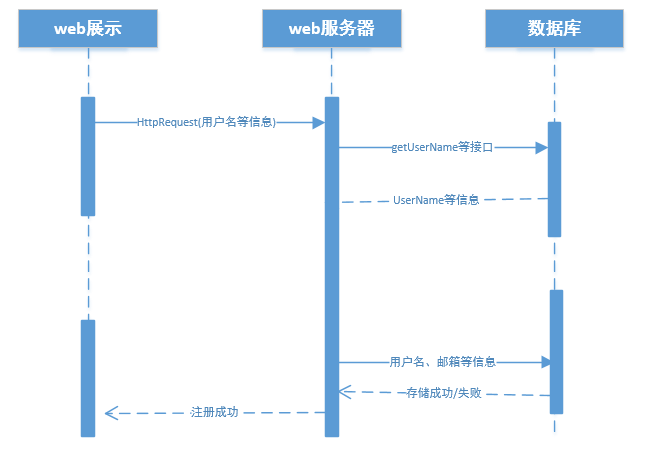 web展示
web服务器
数据库
HttpRequest(用户名等信息)
getUserName等接口
UserName等信息
用户名、邮箱等信息
存储成功/失败
注册成功